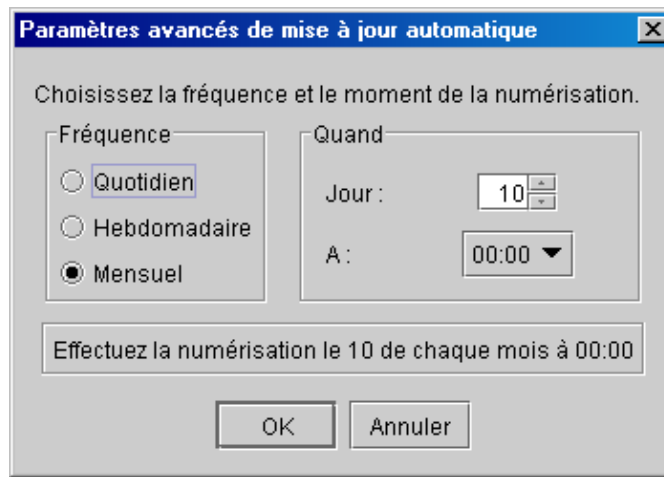 Paramètres avancés de mise à jour automatique
Choisissez la fréquence et le moment de la numérisation.
Fréquence
Quotidien
Hebdomadaire
Mensuel
Quand
Jour :
10
A :
00:00
Effectuez la numérisation le 10 de chaque mois à 00:00
OK
Annuler